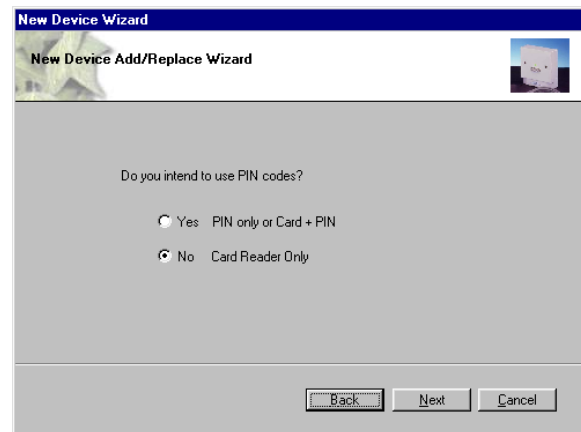 New Device Wizard
New Device Add/Replace Wizard
Do you intend to use PIN codes?
Yes PIN only or Card + PIN
No Card Reader Only
Back Next Cancel